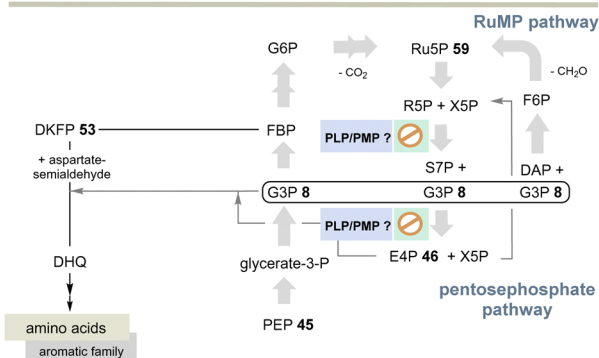 RuMP pathway
G6P
Ru5P 59
- CO2
- CH2O
R5P + X5P
F6P
DKFP 53
FBP
PLP/PMP ?
+ aspartate-
semialdehyde
S7P +
DAP +
G3P 8
G3P 8
G3P 8
PLP/PMP ?
DHQ
glycerate-3-P
E4P 46 + X5P
pentosephosphate
pathway
PEP 45
amino acids
aromatic family